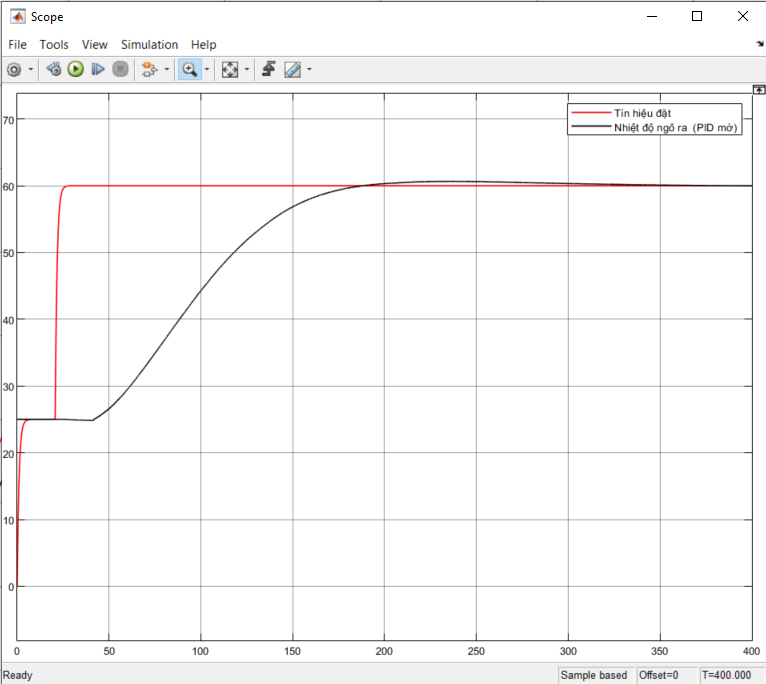 Scope
File Tools View Simulation Help
Tín hiệu đặt
Nhiệt độ ngõ ra (PID mờ)
70
60
50
40
30
20
10
0
0 50 100 150 200 250 300 350 400
Ready Sample based Offset=0 T=400.000